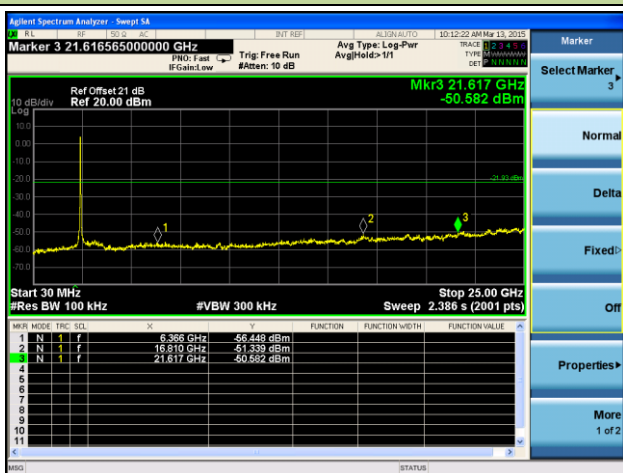 Agilent Spectrum Analyzer - Swept SA
RL RF 50 Ω AC INT REF ALIGN AUTO 10:12:22 AM Mar 13, 2015
Marker 3 21.616565000000 GHz
PNO: Fast
IFGain:Low
Trig: Free Run
#Atten: 10 dB
Avg Type: Log-Pwr
Avg|Hold:>1/1
TRACE 1 2 3 4 5 6
TYPE M WWWWW
DET P N N N N N
Ref Offset 21 dB
10 dB/div Ref 20.00 dBm
Log
Mkr3 21.617 GHz
-50.582 dBm
10.0
0.00
-10.0
-20.0
-21.93 dBm
-30.0
-40.0
-50.0
-60.0
-70.0
1
2
3
Start 30 MHz Stop 25.00 GHz
#Res BW 100 kHz #VBW 300 kHz Sweep 2.386 s (2001 pts)
MKR MODE TRC SCL X Y FUNCTION FUNCTION WIDTH FUNCTION VALUE
1 N 1 f 6.366 GHz -56.448 dBm
2 N 1 f 16.810 GHz -51.339 dBm
3 N 1 f 21.617 GHz -50.582 dBm
4
5
6
7
8
9
10
11
MSG STATUS
Marker
Select Marker
3
Normal
Delta
Fixed
Off
Properties
More
1 of 2